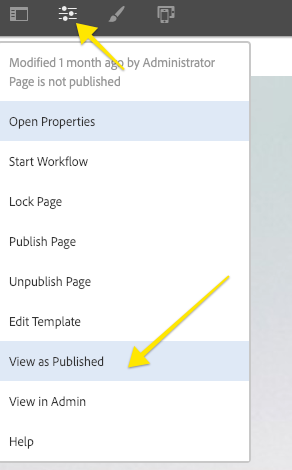 Modified 1 month ago by Administrator
Page is not published
Open Properties
Start Workflow
Lock Page
Publish Page
Unpublish Page
Edit Template
View as Published
View in Admin
Help